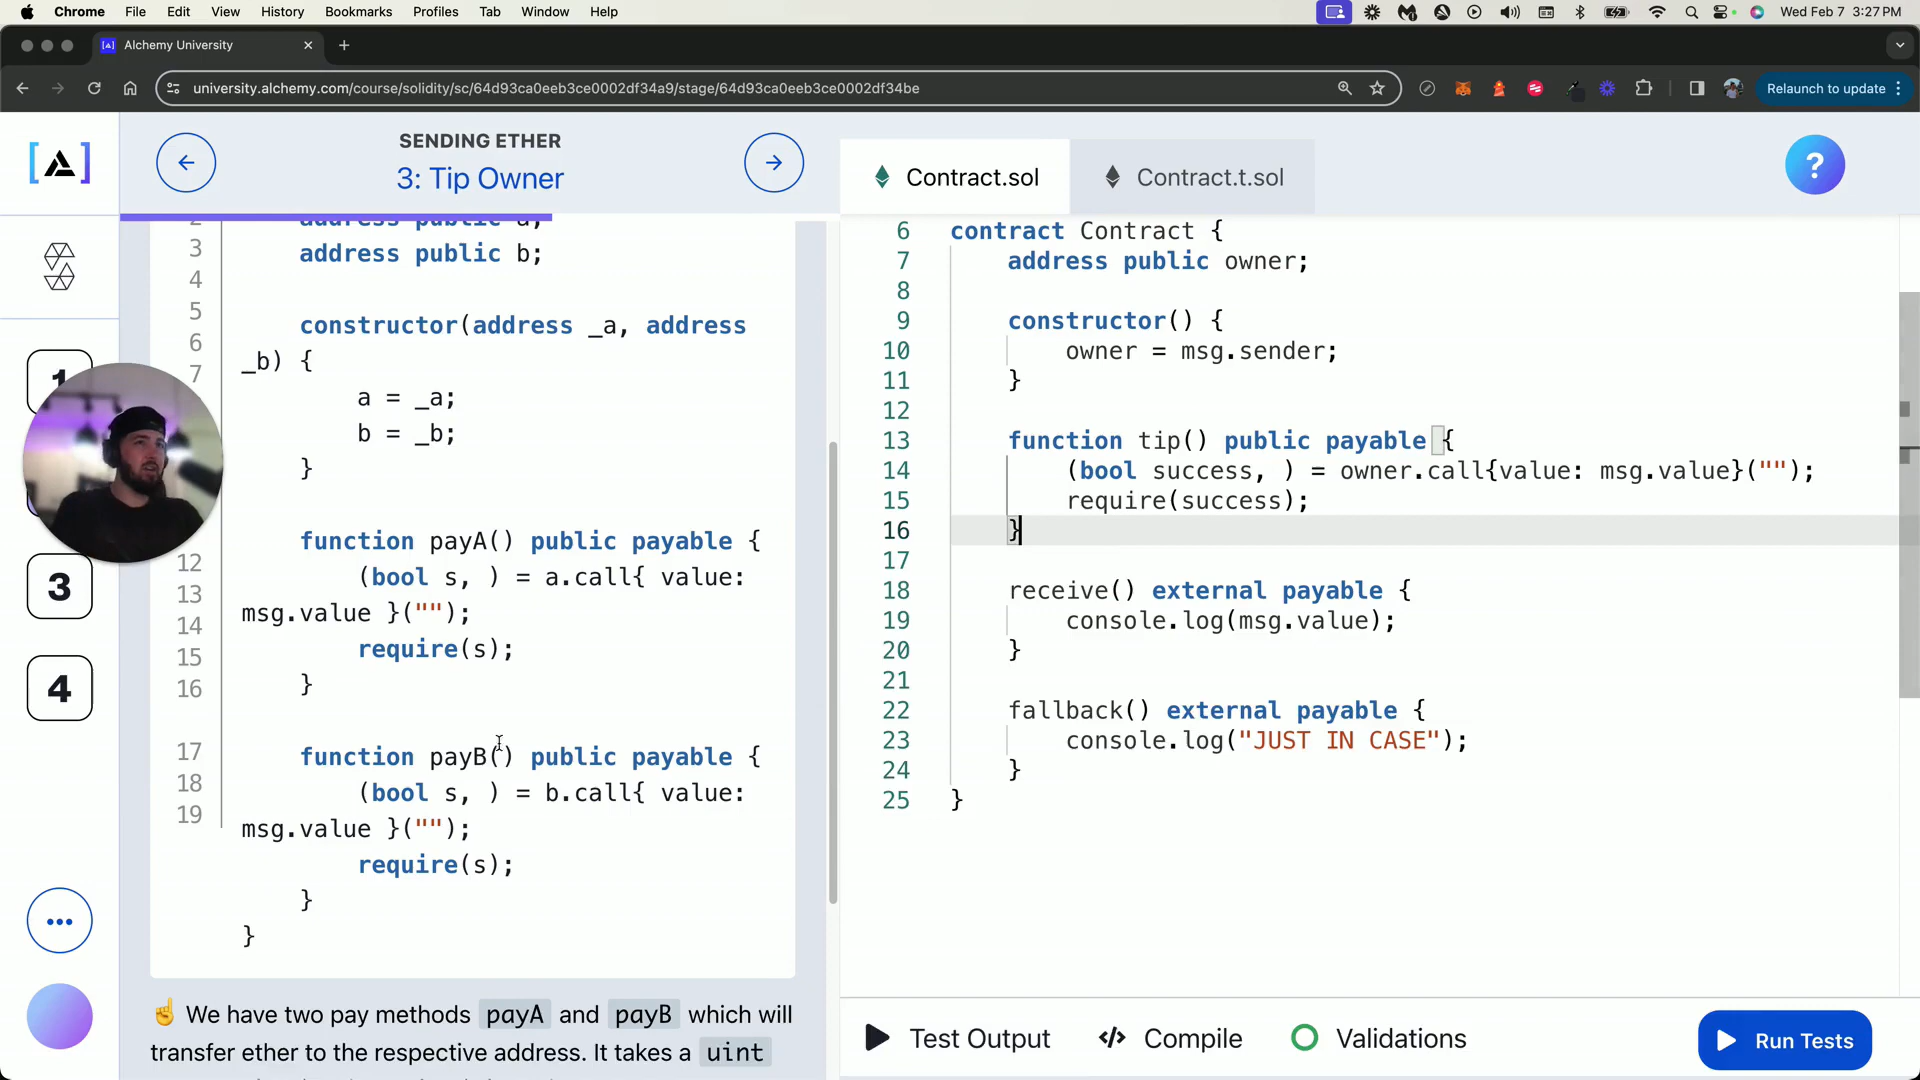 Chrome File Edit View History Bookmarks Profiles Tab Window Help Wed Feb 7 3:27 PM
Alchemy University
university.alchemy.com/course/solidity/sc/64d93ca0eeb3ce0002df34a9/stage/64d93ca0eeb3ce0002df34be
Relaunch to update
SENDING ETHER
3: Tip Owner
2 address public a;
3 address public b;
4
5 constructor(address _a, address
6 _b) {
7 a = _a;
b = _b;
}
function payA() public payable {
12 (bool s, ) = a.call{ value:
13 msg.value }("");
14
15 require(s);
16 }
17 function payB() public payable {
18 (bool s, ) = b.call{ value:
19 msg.value }("");
require(s);
}
}
☝ We have two pay methods payA and payB which will
transfer ether to the respective address. It takes a uint
1
3
4
Contract.sol
Contract.t.sol
?
6 contract Contract {
7 address public owner;
8
9 constructor() {
10 owner = msg.sender;
11 }
12
13 function tip() public payable {
14 (bool success, ) = owner.call{value: msg.value}("");
15 require(success);
16 }
17
18 receive() external payable {
19 console.log(msg.value);
20 }
21
22 fallback() external payable {
23 console.log("JUST IN CASE");
24 }
25 }
Test Output
Compile
Validations
Run Tests